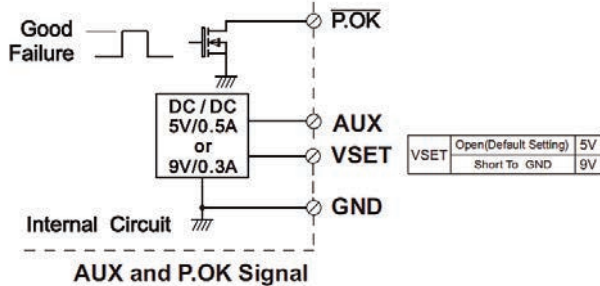 Good
Failure
P.OK
DC / DC
5V/0.5A
or
9V/0.3A
AUX
VSET
GND
VSET
Open(Default Setting) 5V
Short To GND 9V
Internal Circuit
AUX and P.OK Signal